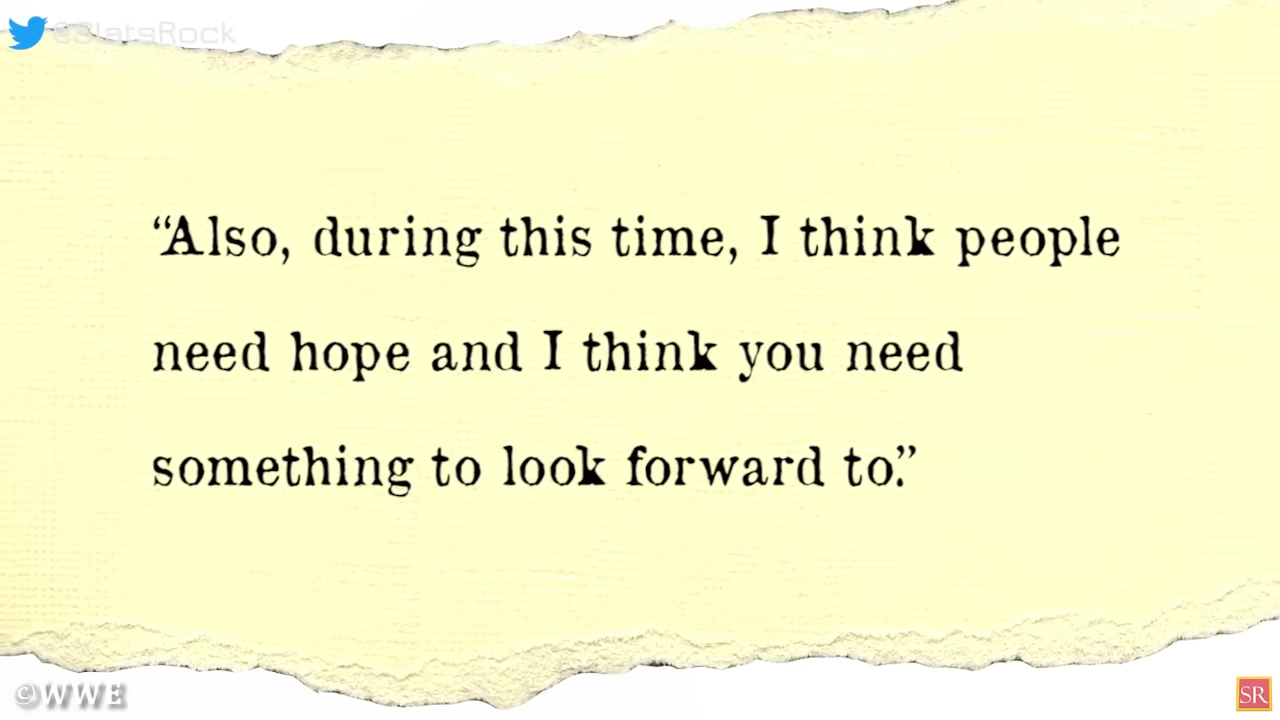 @SlatsRock
“Also, during this time, I think people
need hope and I think you need
something to look forward to.”
©WWE
SR